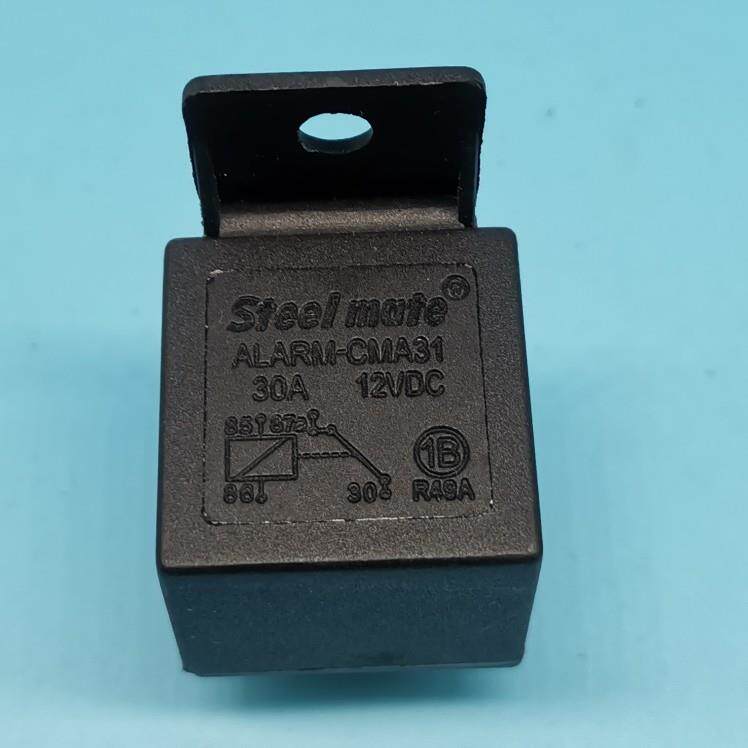 Steel mate®
ALARM-CMA31
30A 12VDC
85 87a
1B
86 30 R49A